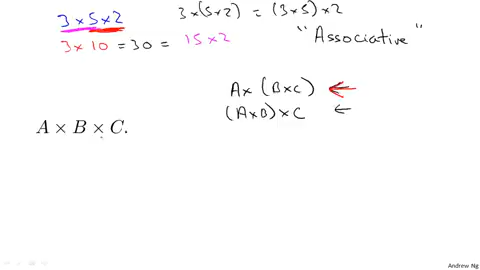 3 × 5 × 2
3×(5×2) = (3×5)×2
3 × 10 = 30 = 15 × 2
"Associative"
A × (B×C) ←
(A×B) × C ←
A × B × C.
Andrew Ng